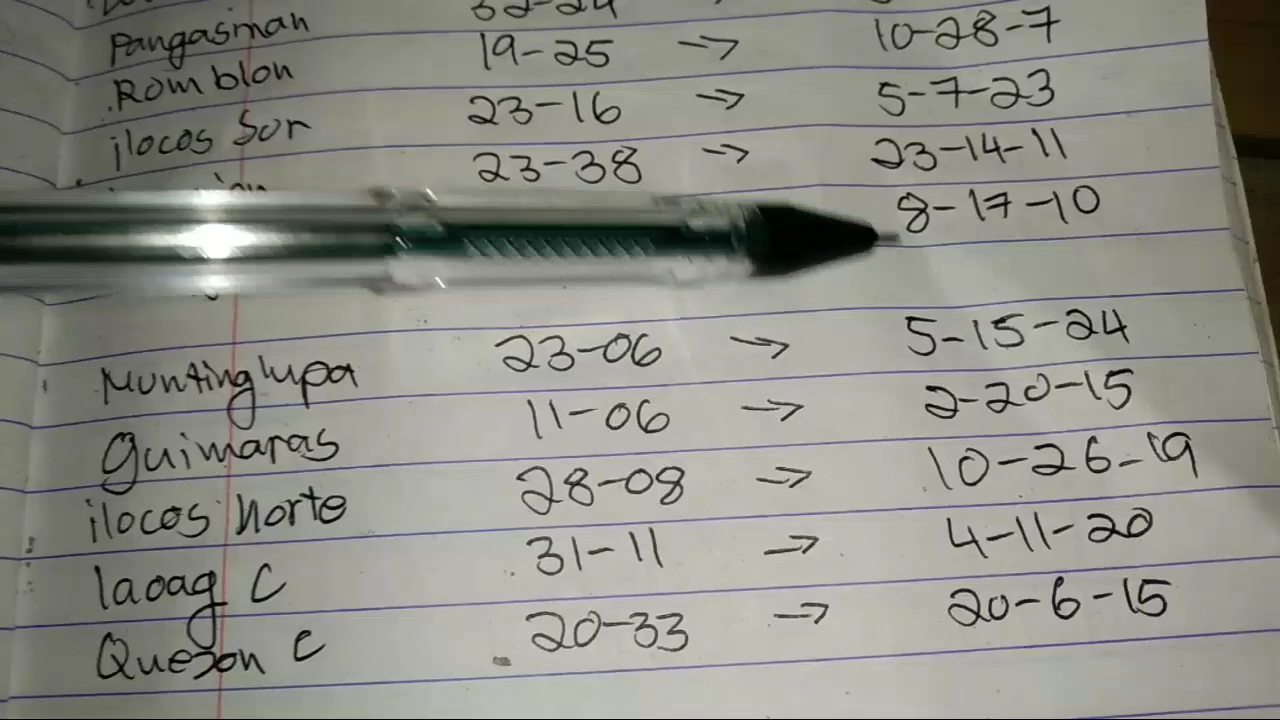 Pangasinan
Romblon 19-25 → 10-28-7
ilocos Sur 23-16 → 5-7-23
23-38 → 23-14-11
8-17-10
Muntinglupa 23-06 → 5-15-24
guimaras 11-06 → 2-20-15
ilocos Norte 28-08 → 10-26-19
laoag C 31-11 → 4-11-20
Quezon C 20-33 → 20-6-15